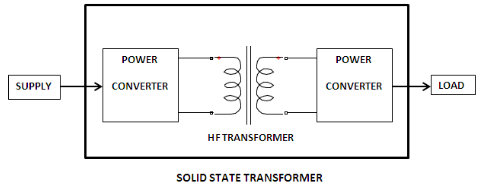 POWER
CONVERTER
POWER
CONVERTER
SUPPLY
LOAD
HF TRANSFORMER
SOLID STATE TRANSFORMER